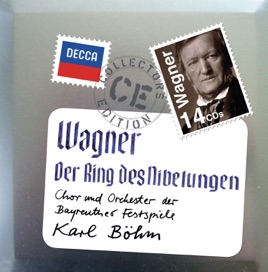 DECCA
COLLECTORS
CE
EDITION
Wagner
14 CDs
Wagner
Der Ring des Nibelungen
Chor und Orchester der
Bayreuther Festspiele
Karl Böhm